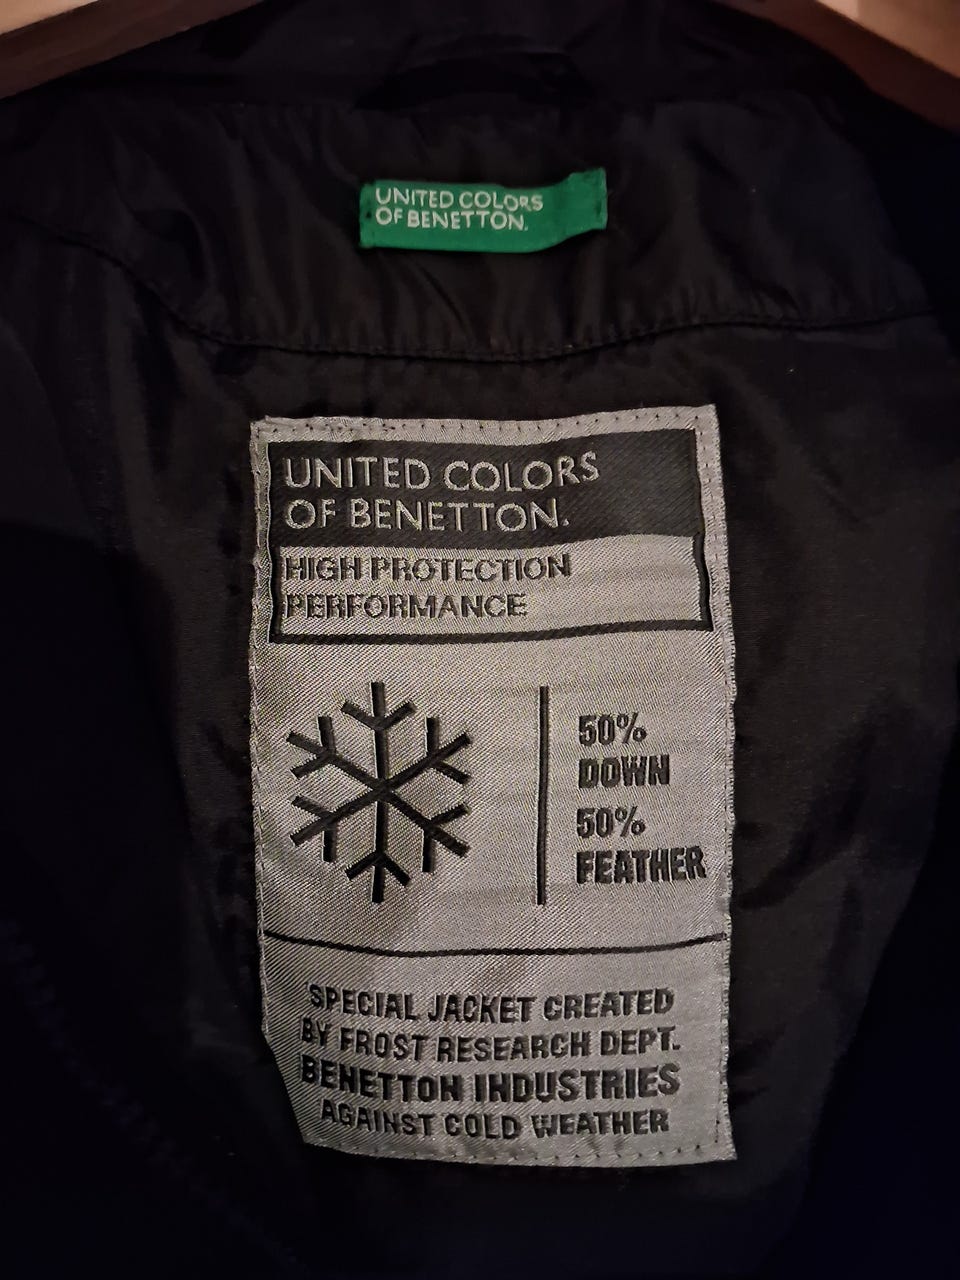 UNITED COLORS
OF BENETTON.
UNITED COLORS
OF BENETTON.
HIGH PROTECTION
PERFORMANCE
50%
DOWN
50%
FEATHER
SPECIAL JACKET CREATED
BY FROST RESEARCH DEPT.
BENETTON INDUSTRIES
AGAINST COLD WEATHER